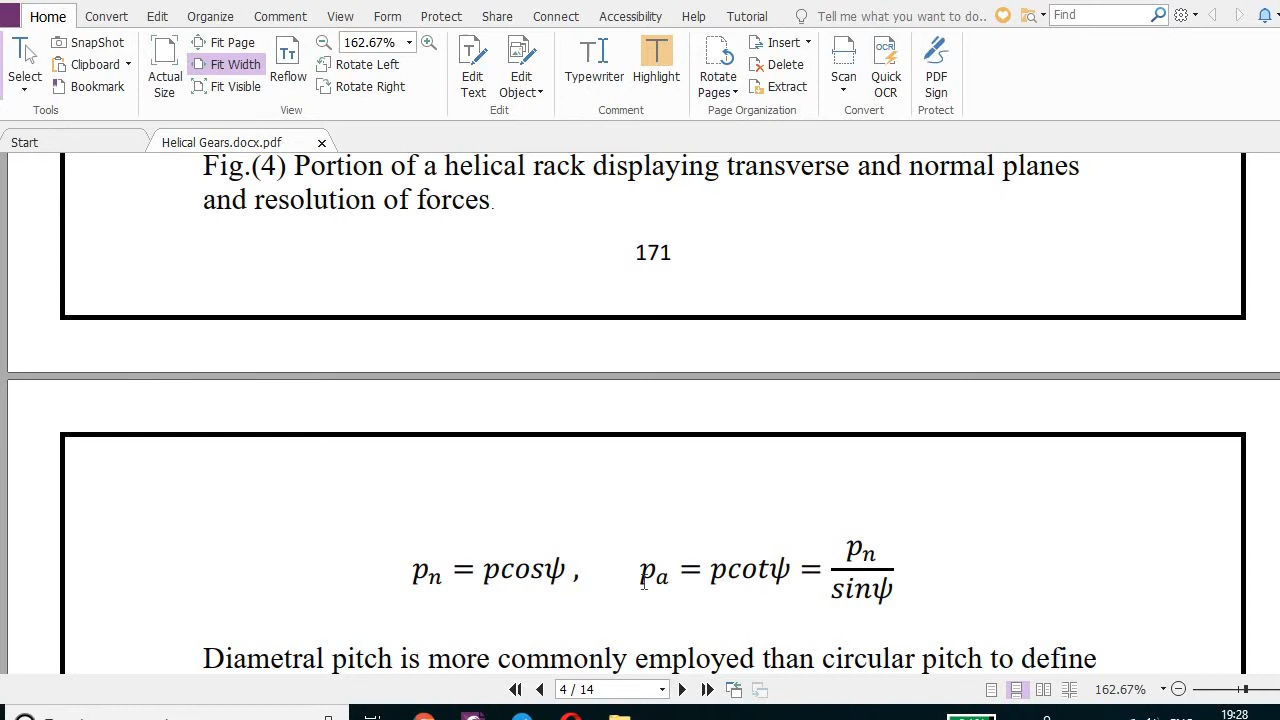 Home Convert Edit Organize Comment View Form Protect Share Connect Accessibility Help Tutorial Tell me what you want to do.. Find
SnapShot Fit Page 162.67% Insert
Clipboard Fit Width Rotate Left Delete
Bookmark Fit Visible Rotate Right Extract
Select Actual Size Reflow Edit Text Edit Object Typewriter Highlight Rotate Pages Scan Quick OCR PDF Sign
Tools View Edit Comment Page Organization Convert Protect
Start Helical Gears.docx.pdf x
Fig.(4) Portion of a helical rack displaying transverse and normal planes
and resolution of forces.
171
pₙ = pcosψ , pₐ = pcotψ = pₙ/sinψ
Diametral pitch is more commonly employed than circular pitch to define
4 / 14 162.67%
19:28